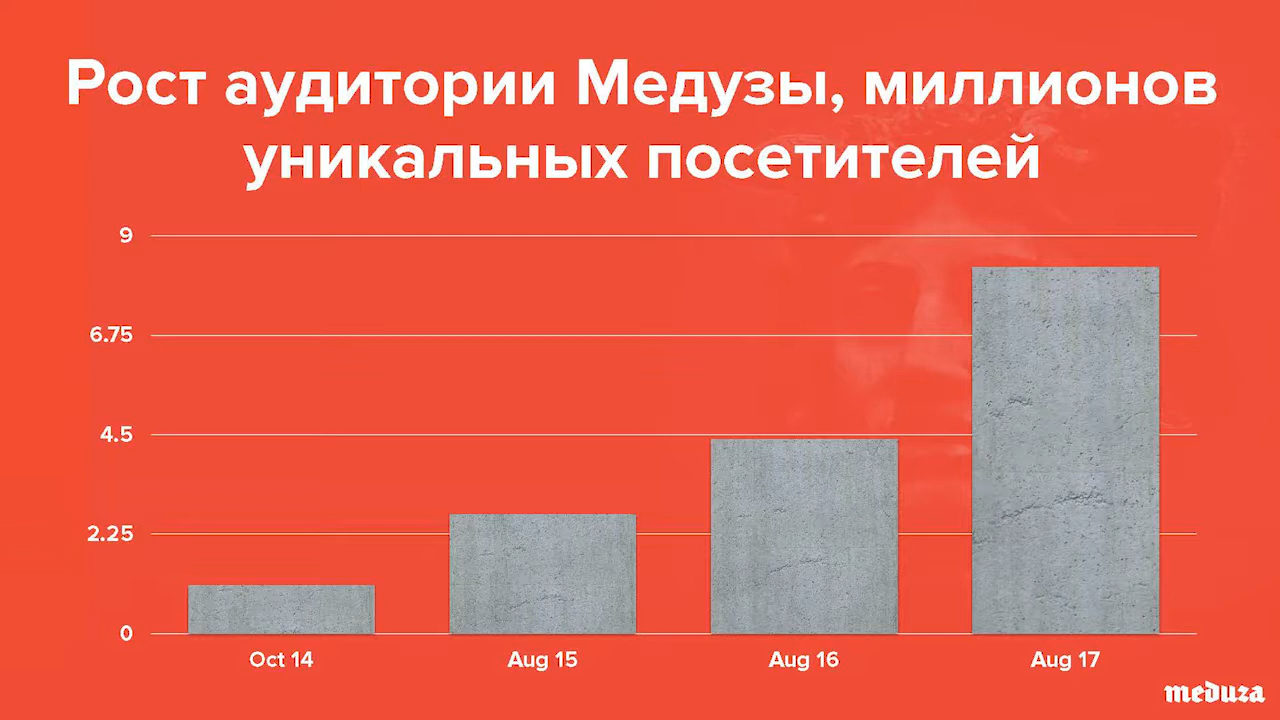 Рост аудитории Медузы, миллионов
уникальных посетителей
9
6.75
4.5
2.25
0
Oct 14
Aug 15
Aug 16
Aug 17
meduza